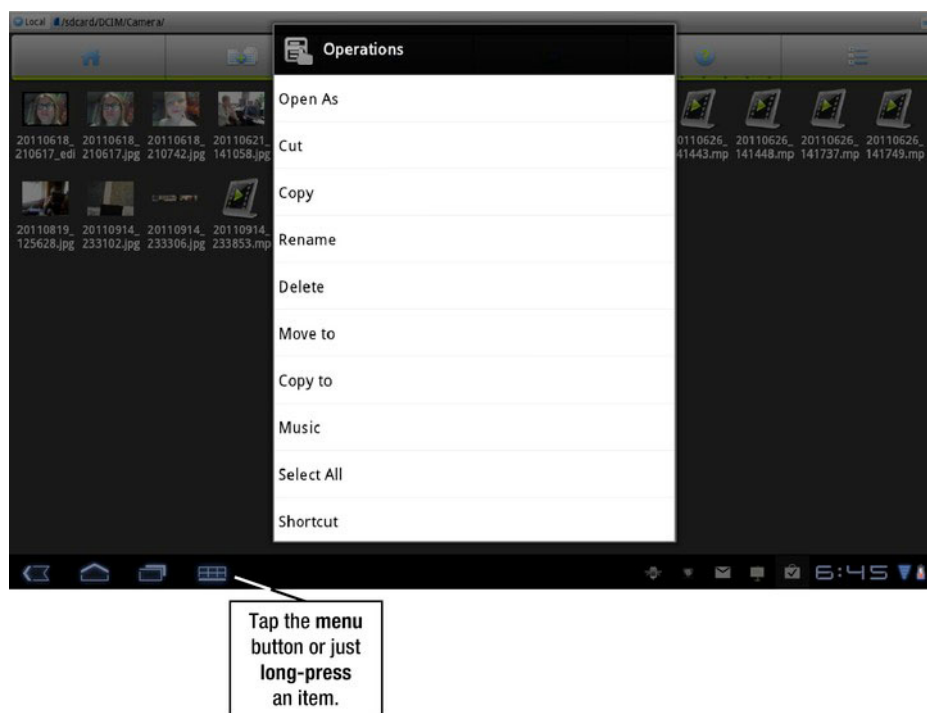 Local /sdcard/DCIM/Camera/
Operations
Open As
Cut
Copy
Rename
Delete
Move to
Copy to
Music
Select All
Shortcut
20110618_ 20110618_ 20110618_ 20110621_
210617_edi 210617.jpg 210742.jpg 141058.jpg
0110626_ 20110626_ 20110626_ 20110626_
41443.mp 141448.mp 141737.mp 141749.mp
20110819_ 20110914_ 20110914_ 20110914_
125628.jpg 233102.jpg 233306.jpg 233853.mp
6:45
Tap the menu
button or just
long-press
an item.